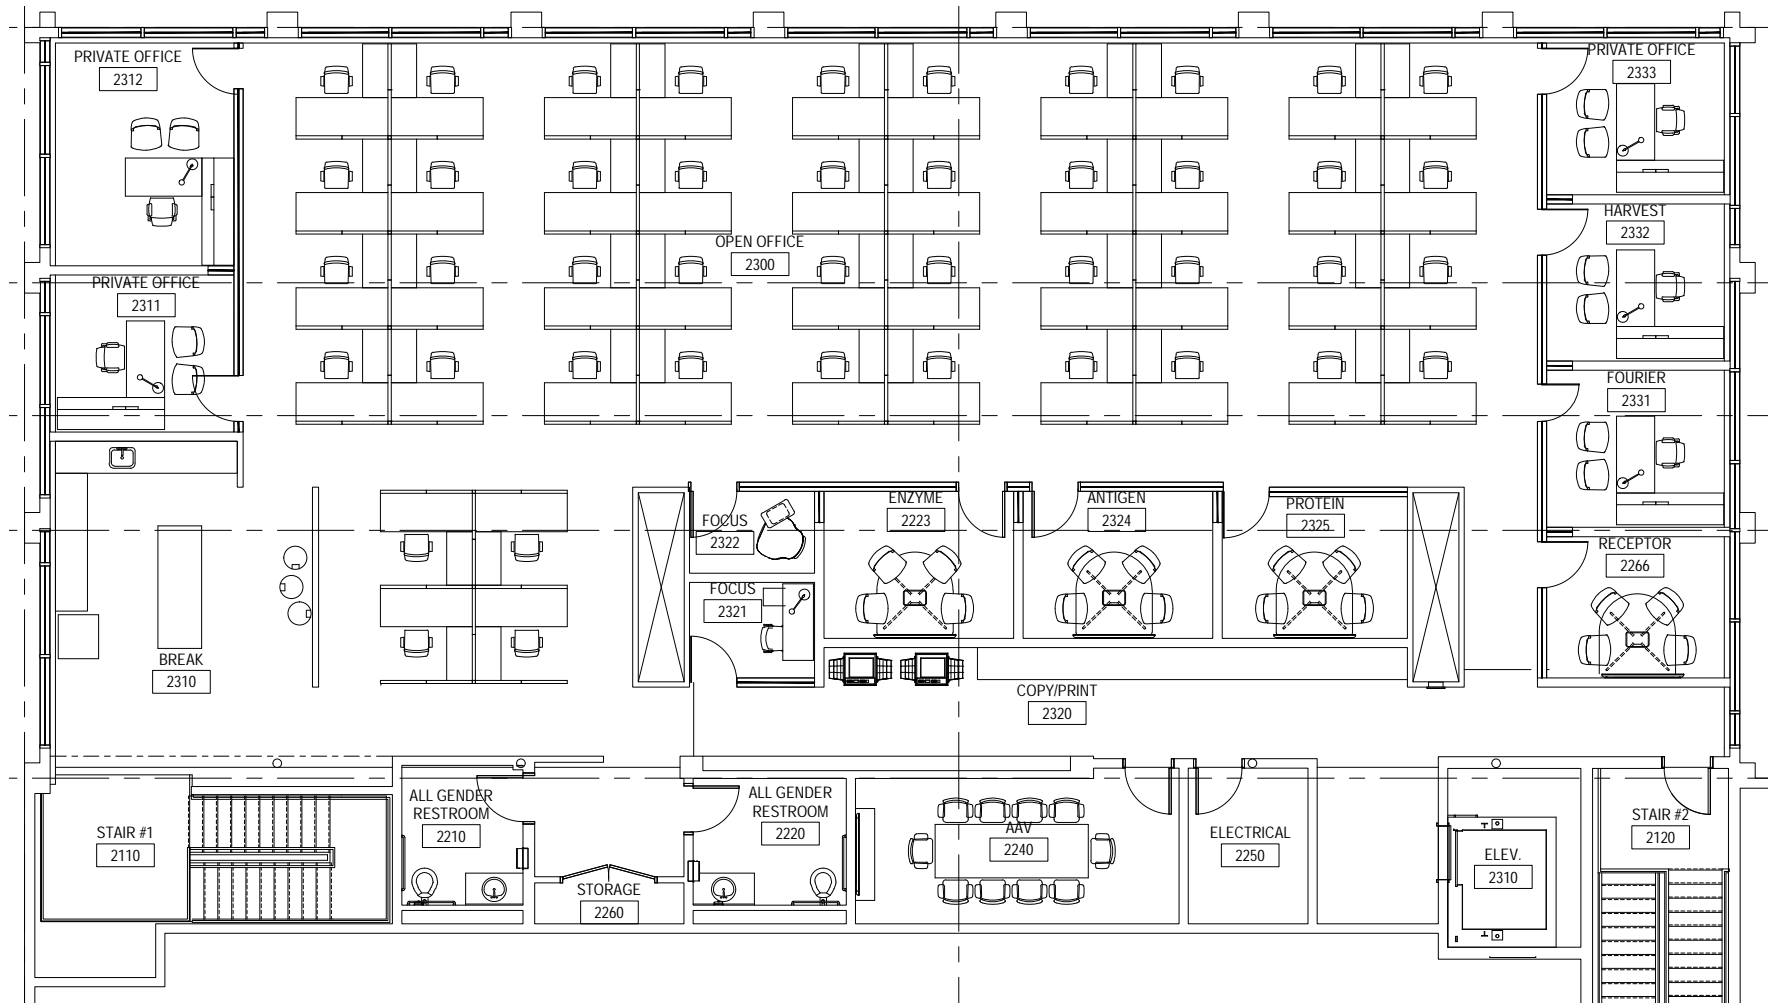 PRIVATE OFFICE
2312
PRIVATE OFFICE
2333
HARVEST
2332
OPEN OFFICE
2300
PRIVATE OFFICE
2311
FOURIER
2331
ENZYME
2223
ANTIGEN
2324
PROTEIN
2325
FOCUS
2322
RECEPTOR
2266
FOCUS
2321
BREAK
2310
COPY/PRINT
2320
ALL GENDER
RESTROOM
2210
ALL GENDER
RESTROOM
2220
STAIR #1
2110
AAV
2240
ELECTRICAL
2250
STAIR #2
2120
ELEV.
2310
STORAGE
2260